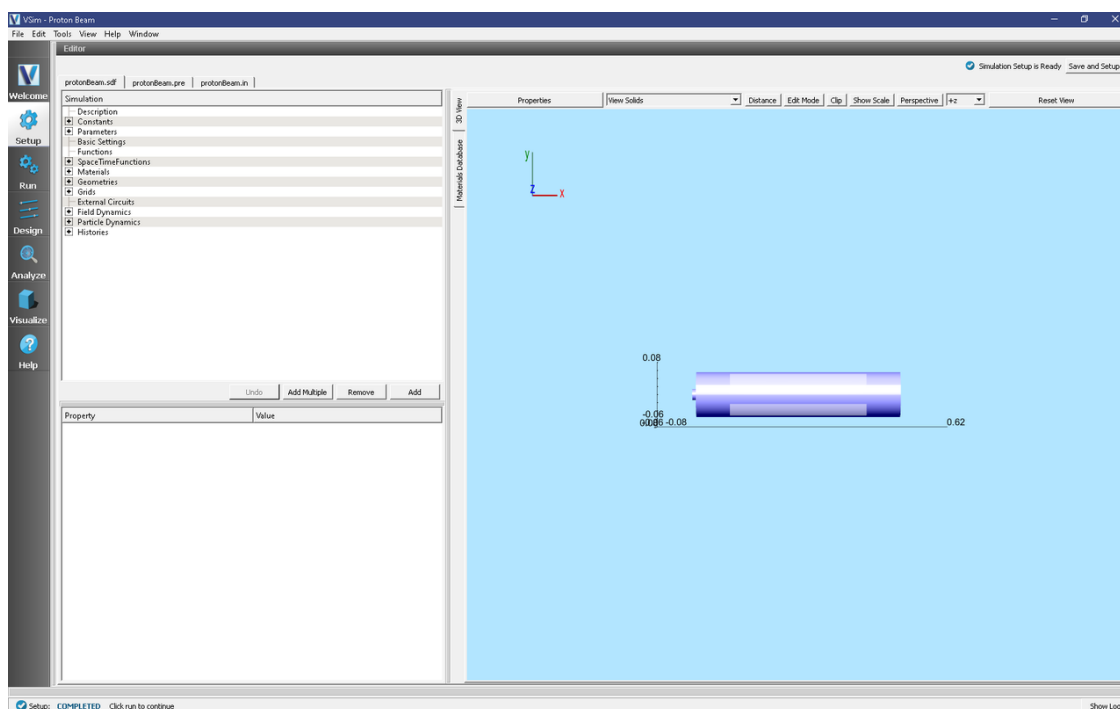 VSim - Proton Beam
File Edit Tools View Help Window
Editor
Simulation Setup is Ready Save and Setup
Welcome
Setup
Run
Design
Analyze
Visualize
Help
protonBeam.sdf protonBeam.pre protonBeam.in
Simulation
Description
Constants
Parameters
Basic Settings
Functions
SpaceTimeFunctions
Materials
Geometries
Grids
External Circuits
Field Dynamics
Particle Dynamics
Histories
Undo Add Multiple Remove Add
Property Value
3D View
Materials Database
Properties View Solids Distance Edit Mode Clip Show Scale Perspective +z Reset View
y
z x
0.08
-0.06
-0.08 0.62
Setup: COMPLETED Click run to continue